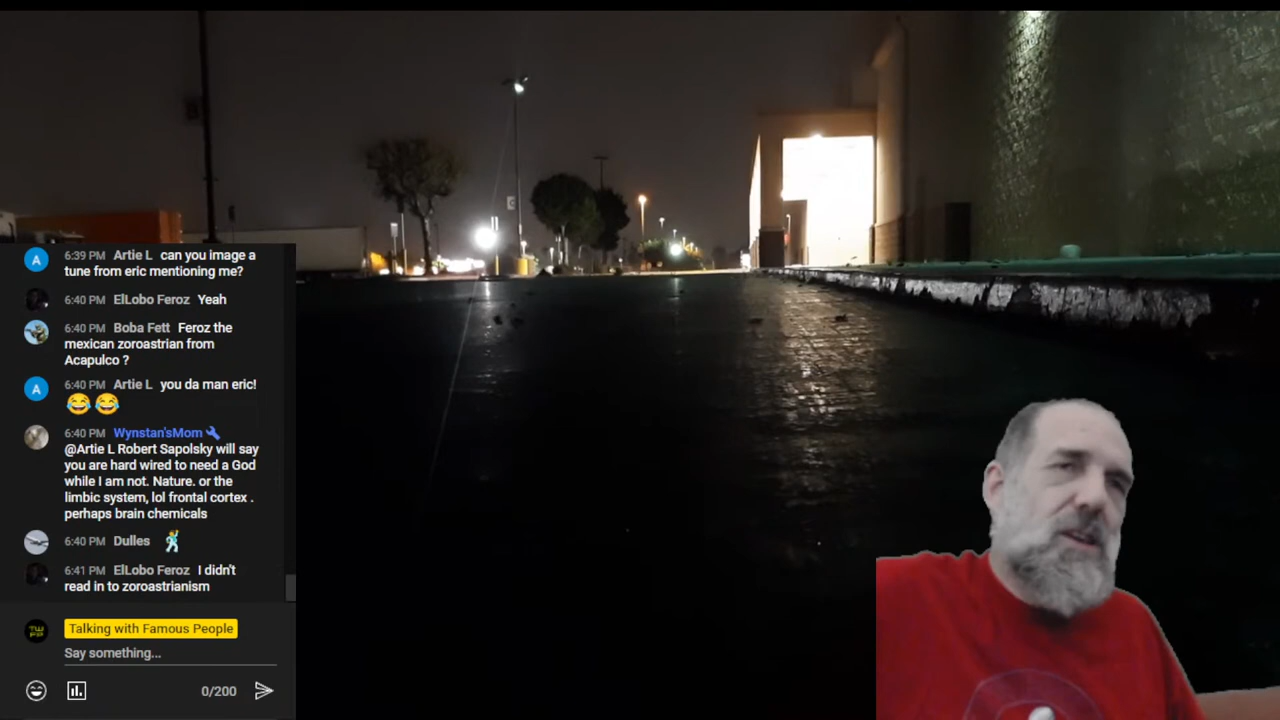 6:39 PM Artie L can you image a
tune from eric mentioning me?
6:40 PM ElLobo Feroz Yeah
6:40 PM Boba Fett Feroz the
mexican zoroastrian from
Acapulco ?
6:40 PM Artie L you da man eric!
😂😂
6:40 PM Wynstan'sMom
@Artie L Robert Sapolsky will say
you are hard wired to need a God
while I am not. Nature. or the
limbic system, lol frontal cortex .
perhaps brain chemicals
6:40 PM Dulles
6:41 PM ElLobo Feroz I didn't
read in to zoroastrianism
Talking with Famous People
Say something...
0/200
A
A
TW
FP